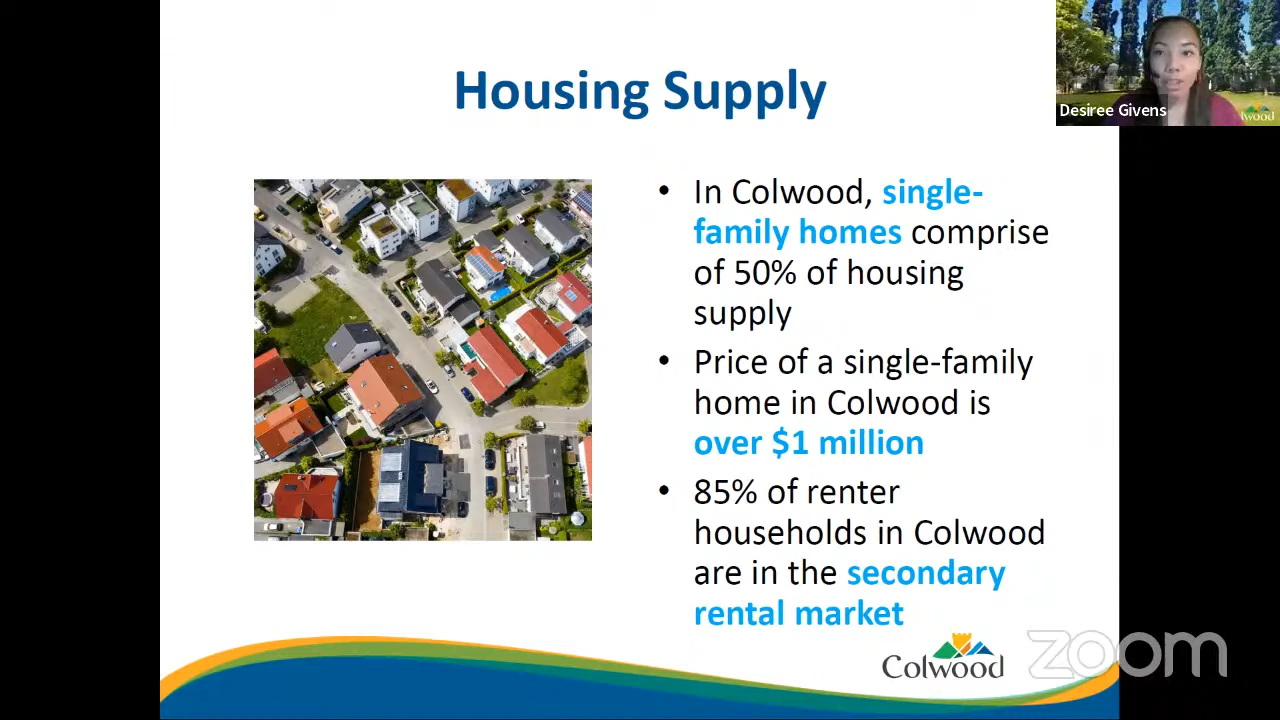 Housing Supply
Desiree Givens
lwood
• In Colwood, single-
family homes comprise
of 50% of housing
supply
• Price of a single-family
home in Colwood is
over $1 million
• 85% of renter
households in Colwood
are in the secondary
rental market
Colwood
zoom